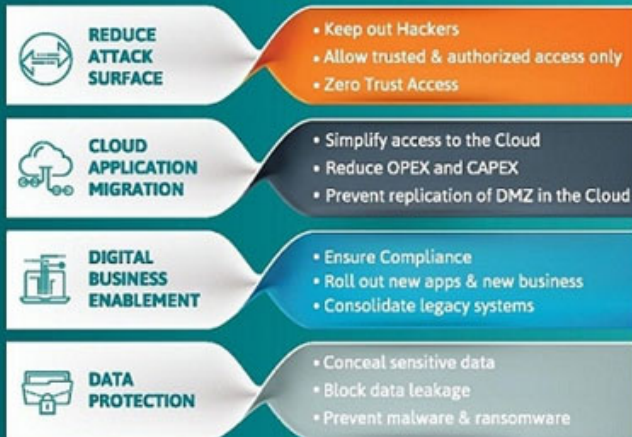 REDUCE
ATTACK
SURFACE
• Keep out Hackers
• Allow trusted & authorized access only
• Zero Trust Access
CLOUD
APPLICATION
MIGRATION
• Simplify access to the Cloud
• Reduce OPEX and CAPEX
• Prevent replication of DMZ in the Cloud
DIGITAL
BUSINESS
ENABLEMENT
• Ensure Compliance
• Roll out new apps & new business
• Consolidate legacy systems
DATA
PROTECTION
• Conceal sensitive data
• Block data leakage
• Prevent malware & ransomware